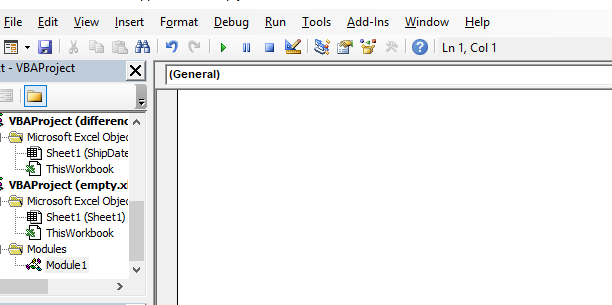 File Edit View Insert Format Debug Run Tools Add-Ins Window Help
Ln 1, Col 1
t - VBAProject
(General)
VBAProject (differenc
Microsoft Excel Objec
Sheet1 (ShipDate
ThisWorkbook
VBAProject (empty.x
Microsoft Excel Objec
Sheet1 (Sheet1)
ThisWorkbook
Modules
Module1